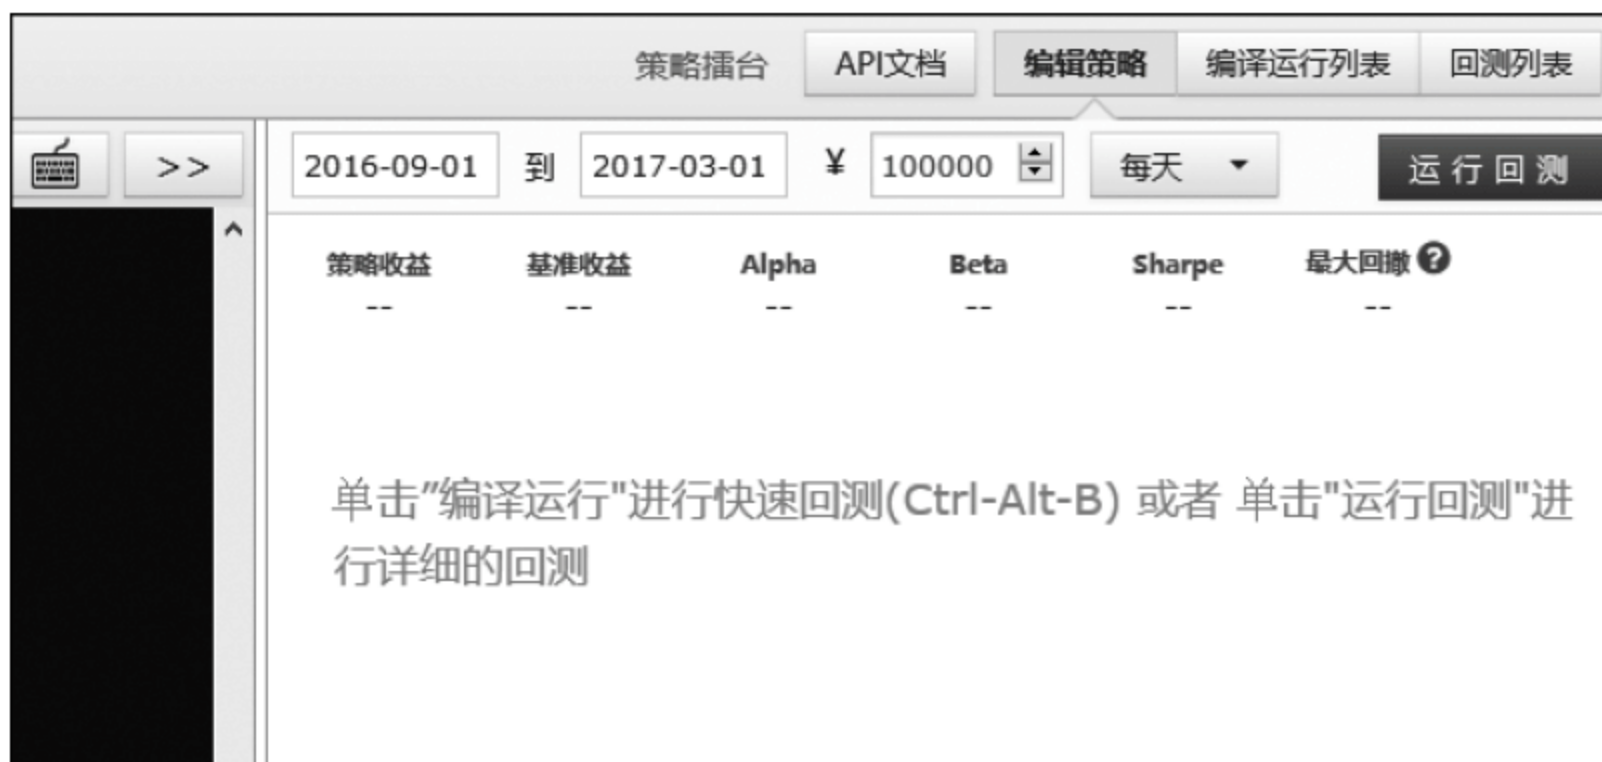 策略擂台 API文档 编辑策略 编译运行列表 回测列表
>> 2016-09-01 到 2017-03-01 ¥ 100000 每天 运行回测
策略收益 基准收益 Alpha Beta Sharpe 最大回撤
-- -- -- -- -- --
单击"编译运行"进行快速回测(Ctrl-Alt-B) 或者 单击"运行回测"进
行详细的回测